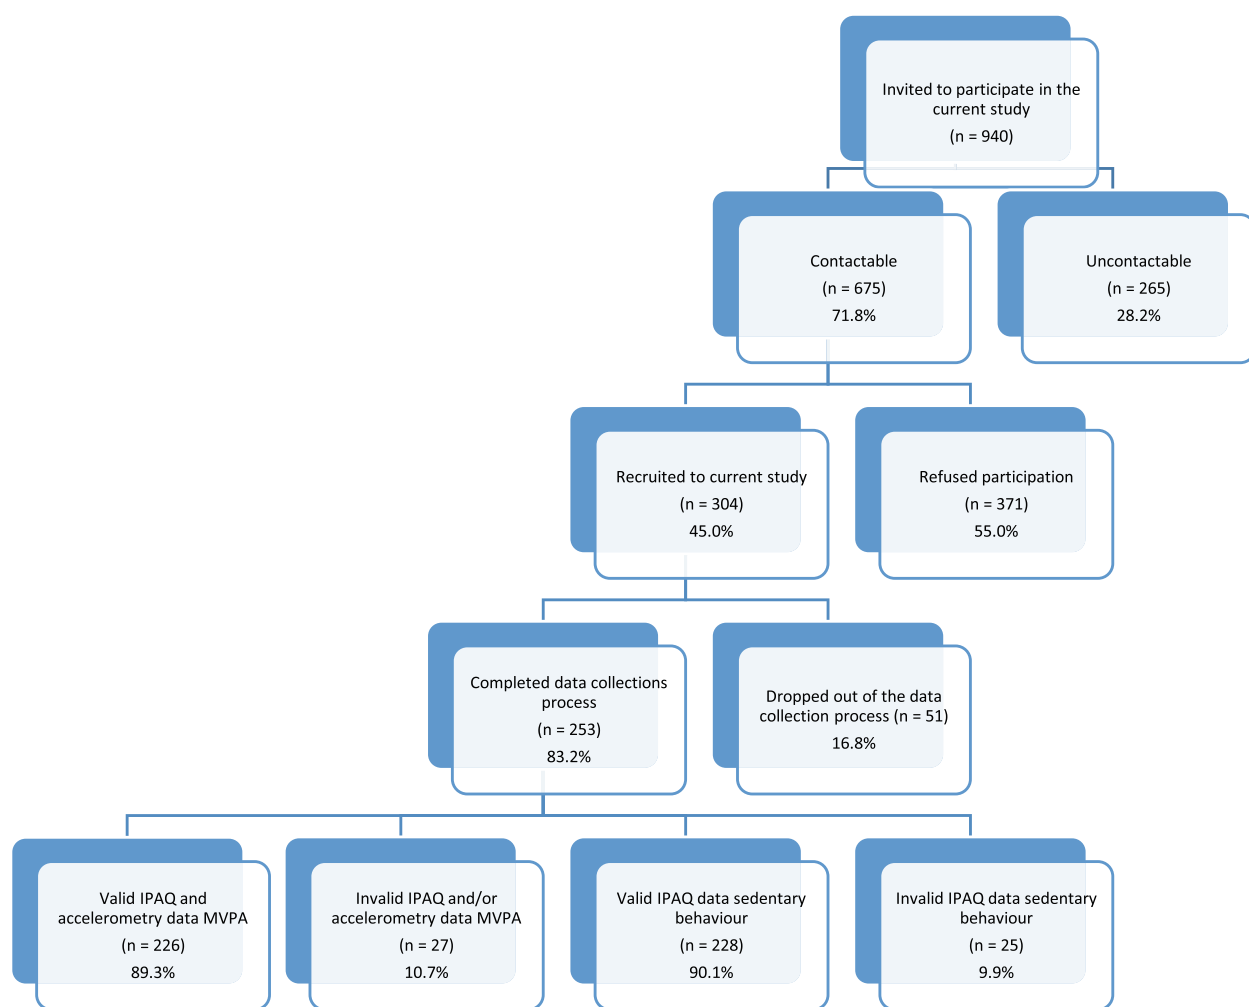 Invited to participate in the
current study
(n = 940)
Contactable
(n = 675)
71.8%
Uncontactable
(n = 265)
28.2%
Recruited to current study
(n = 304)
45.0%
Refused participation
(n = 371)
55.0%
Completed data collections
process
(n = 253)
83.2%
Dropped out of the data
collection process (n = 51)
16.8%
Valid IPAQ and
accelerometry data MVPA
(n = 226)
89.3%
Invalid IPAQ and/or
accelerometry data MVPA
(n = 27)
10.7%
Valid IPAQ data sedentary
behaviour
(n = 228)
90.1%
Invalid IPAQ data sedentary
behaviour
(n = 25)
9.9%